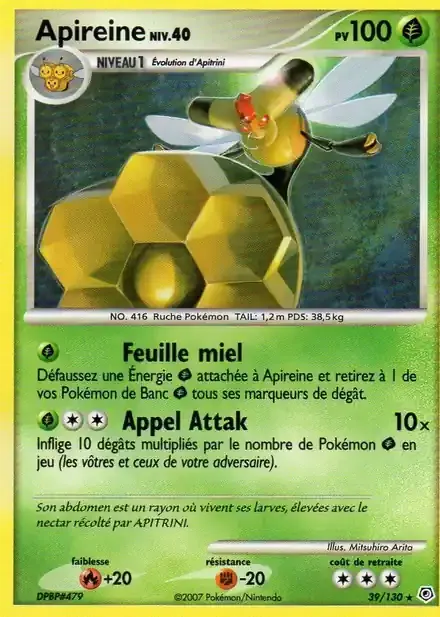 Apireine NIV.40 PV 100
NIVEAU 1 Évolution d'Apitrini
NO. 416 Ruche Pokémon TAIL: 1,2 m PDS: 38,5 kg
Feuille miel
Défaussez une Énergie attachée à Apireine et retirez à 1 de
vos Pokémon de Banc tous ses marqueurs de dégât.
Appel Attak 10x
Inflige 10 dégâts multipliés par le nombre de Pokémon en
jeu (les vôtres et ceux de votre adversaire).
Son abdomen est un rayon où vivent ses larves, élevées avec le
nectar récolté par APITRINI.
Illus. Mitsuhiro Arita
faiblesse résistance coût de retraite
+20 -20
DPBP#479 ©2007 Pokémon/Nintendo 39/130 ★